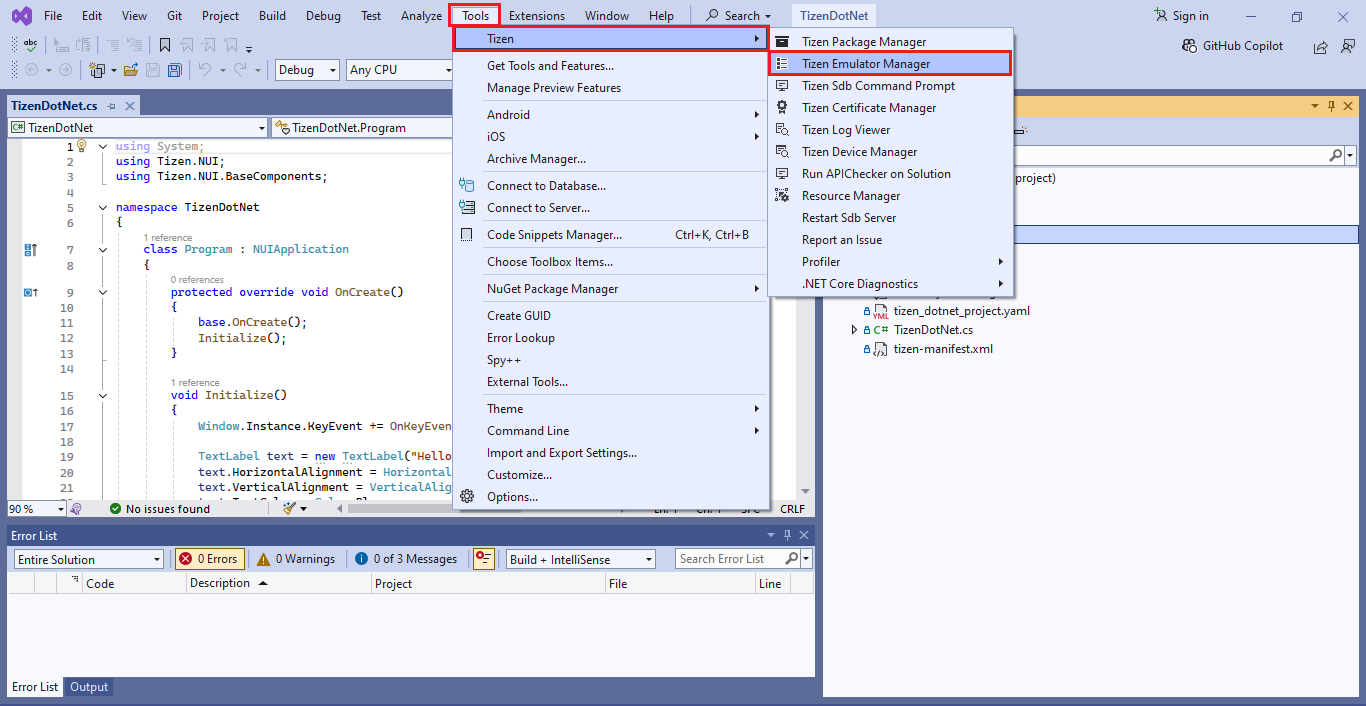 File Edit View Git Project Build Debug Test Analyze Tools Extensions Window Help Search TizenDotNet Sign in
abc GitHub Copilot
Debug Any CPU
TizenDotNet.cs
C# TizenDotNet TizenDotNet.Program
1 using System;
2 using Tizen.NUI;
3 using Tizen.NUI.BaseComponents;
4
5 namespace TizenDotNet
6 {
1 reference
7 class Program : NUIApplication
8 {
0 references
9 protected override void OnCreate()
10 {
11 base.OnCreate();
12 Initialize();
13 }
14
1 reference
15 void Initialize()
16 {
17 Window.Instance.KeyEvent += OnKeyEven
18
19 TextLabel text = new TextLabel("Hello
20 text.HorizontalAlignment = Horizontal
21 text.VerticalAlignment = VerticalAlig
90 % No issues found CRLF
Tizen
Get Tools and Features...
Manage Preview Features
Android
iOS
Archive Manager...
Connect to Database...
Connect to Server...
Code Snippets Manager... Ctrl+K, Ctrl+B
Choose Toolbox Items...
NuGet Package Manager
Create GUID
Error Lookup
Spy++
External Tools...
Theme
Command Line
Import and Export Settings...
Customize...
Options...
Tizen Package Manager
Tizen Emulator Manager
Tizen Sdb Command Prompt
Tizen Certificate Manager
Tizen Log Viewer
Tizen Device Manager
Run APIChecker on Solution
Resource Manager
Restart Sdb Server
Report an Issue
Profiler
.NET Core Diagnostics
project)
YML tizen_dotnet_project.yaml
C# TizenDotNet.cs
tizen-manifest.xml
Error List
Entire Solution 0 Errors 0 Warnings 0 of 3 Messages Build + IntelliSense Search Error List
Code Description Project File Line
Error List Output